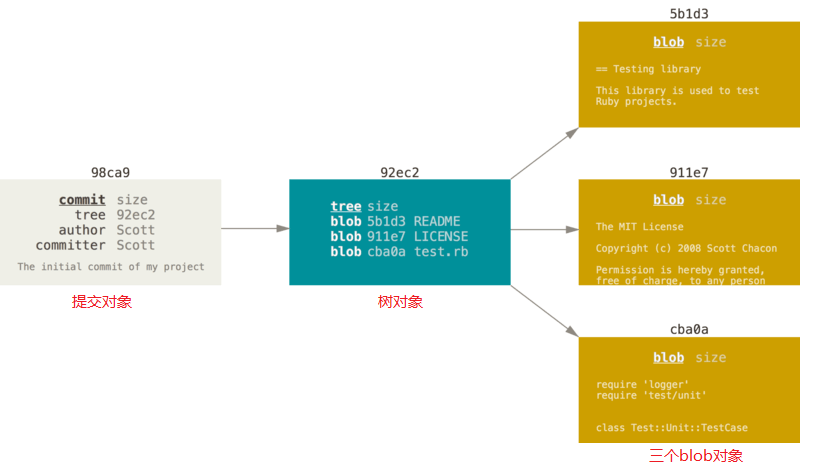 98ca9
commit size
tree 92ec2
author Scott
committer Scott
The initial commit of my project
提交对象
92ec2
tree size
blob 5b1d3 README
blob 911e7 LICENSE
blob cba0a test.rb
树对象
5b1d3
blob size
== Testing library
This library is used to test
Ruby projects.
911e7
blob size
The MIT License
Copyright (c) 2008 Scott Chacon
Permission is hereby granted,
free of charge, to any person
cba0a
blob size
require 'logger'
require 'test/unit'
class Test::Unit::TestCase
三个blob对象